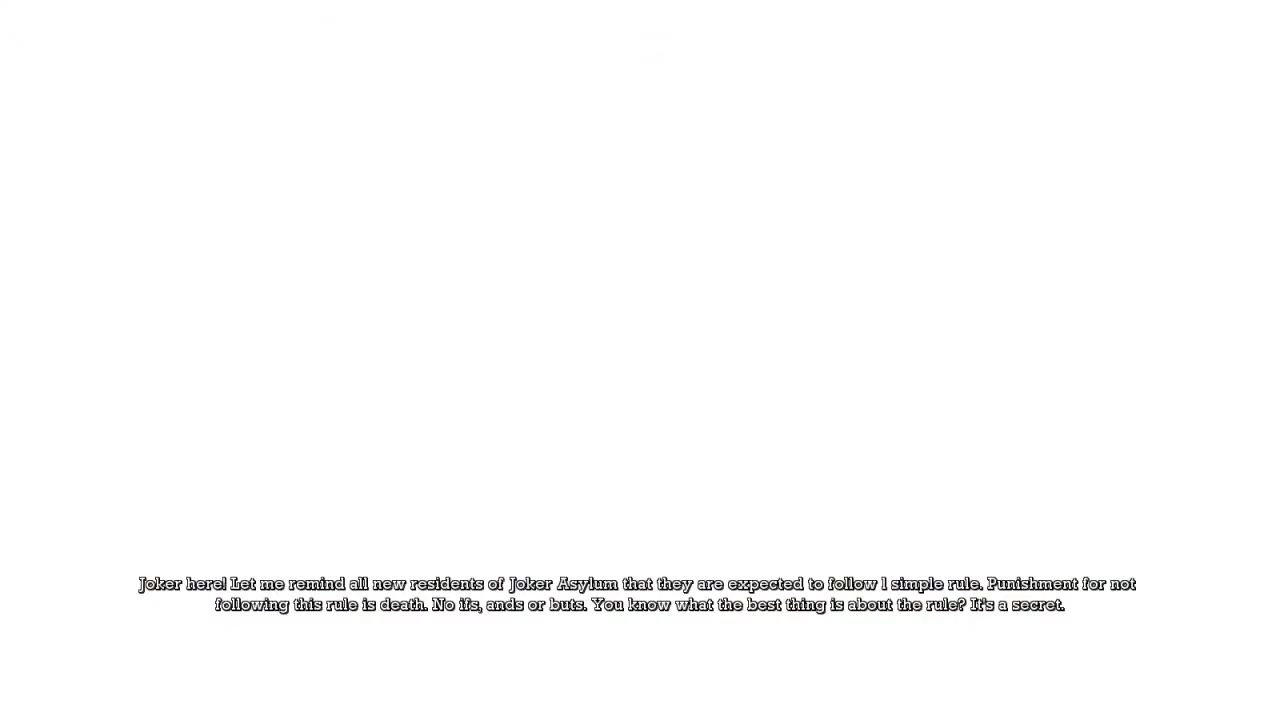 Joker here! Let me remind all new residents of Joker Asylum that they are expected to follow 1 simple rule. Punishment for not
following this rule is death. No ifs, ands or buts. You know what the best thing is about the rule? It's a secret.